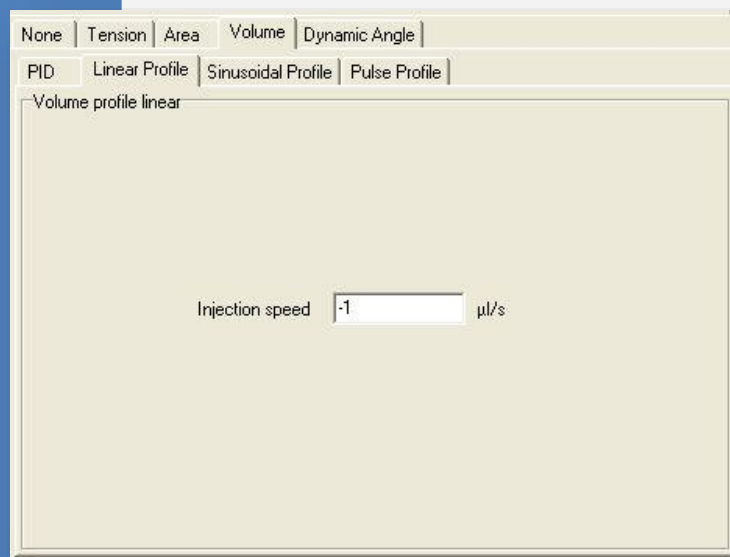 None Tension Area Volume Dynamic Angle
PID Linear Profile Sinusoidal Profile Pulse Profile
Volume profile linear
Injection speed -1 µl/s